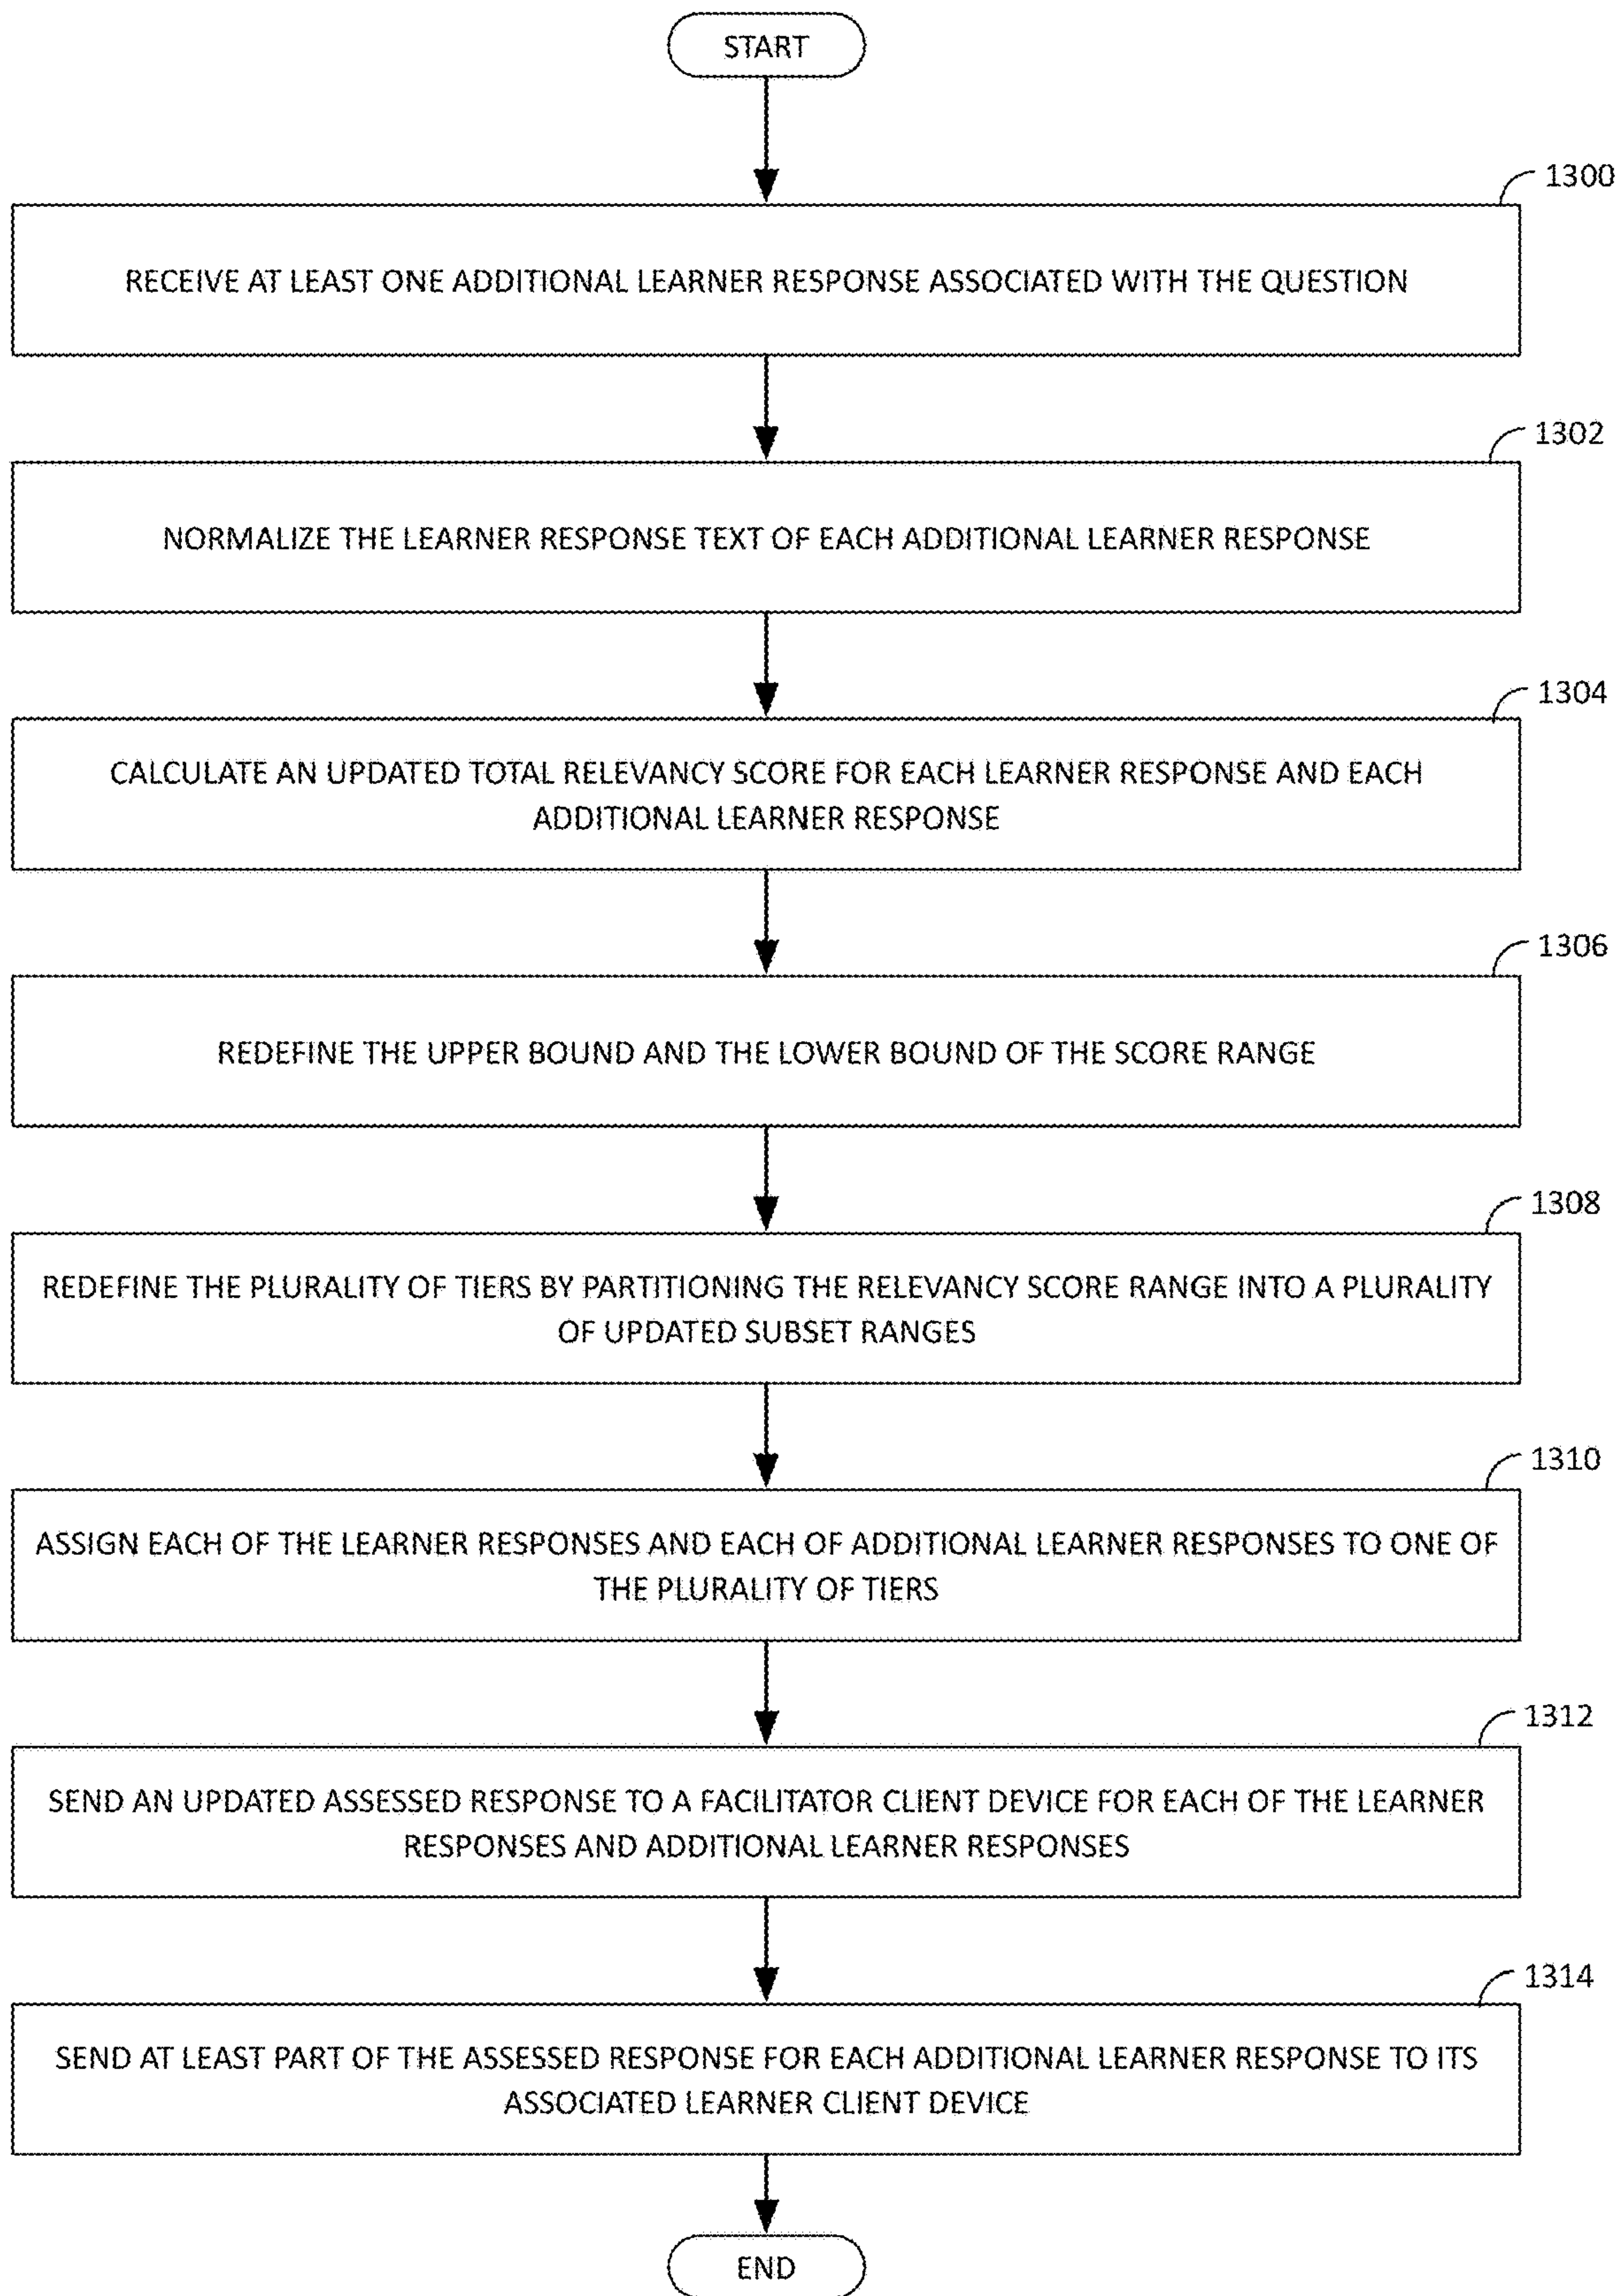 START
1300
RECEIVE AT LEAST ONE ADDITIONAL LEARNER RESPONSE ASSOCIATED WITH THE QUESTION
1302
NORMALIZE THE LEARNER RESPONSE TEXT OF EACH ADDITIONAL LEARNER RESPONSE
1304
CALCULATE AN UPDATED TOTAL RELEVANCY SCORE FOR EACH LEARNER RESPONSE AND EACH
ADDITIONAL LEARNER RESPONSE
1306
REDEFINE THE UPPER BOUND AND THE LOWER BOUND OF THE SCORE RANGE
1308
REDEFINE THE PLURALITY OF TIERS BY PARTITIONING THE RELEVANCY SCORE RANGE INTO A PLURALITY
OF UPDATED SUBSET RANGES
1310
ASSIGN EACH OF THE LEARNER RESPONSES AND EACH OF ADDITIONAL LEARNER RESPONSES TO ONE OF
THE PLURALITY OF TIERS
1312
SEND AN UPDATED ASSESSED RESPONSE TO A FACILITATOR CLIENT DEVICE FOR EACH OF THE LEARNER
RESPONSES AND ADDITIONAL LEARNER RESPONSES
1314
SEND AT LEAST PART OF THE ASSESSED RESPONSE FOR EACH ADDITIONAL LEARNER RESPONSE TO ITS
ASSOCIATED LEARNER CLIENT DEVICE
END